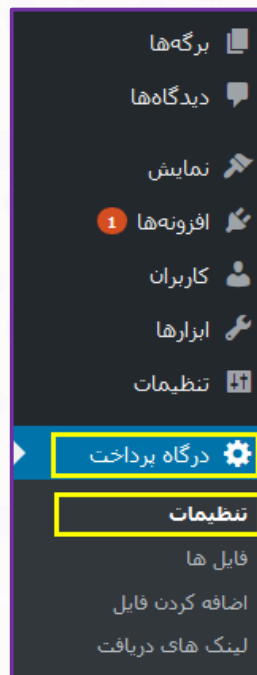 برگه‌ها
دیدگاه‌ها
نمایش
افزونه‌ها 1
کاربران
ابزارها
تنظیمات
درگاه پرداخت
تنظیمات
فایل ها
اضافه کردن فایل
لینک های دریافت